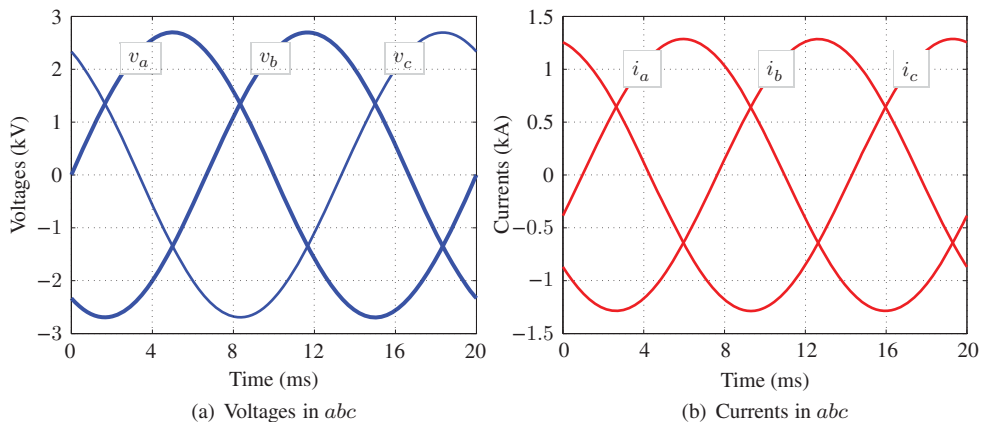 3
2
1
0
−1
−2
−3
Voltages (kV)
v_a
v_b
v_c
0 4 8 12 16 20
Time (ms)
(a) Voltages in abc
1.5
1
0.5
0
−0.5
−1
−1.5
Currents (kA)
i_a
i_b
i_c
0 4 8 12 16 20
Time (ms)
(b) Currents in abc